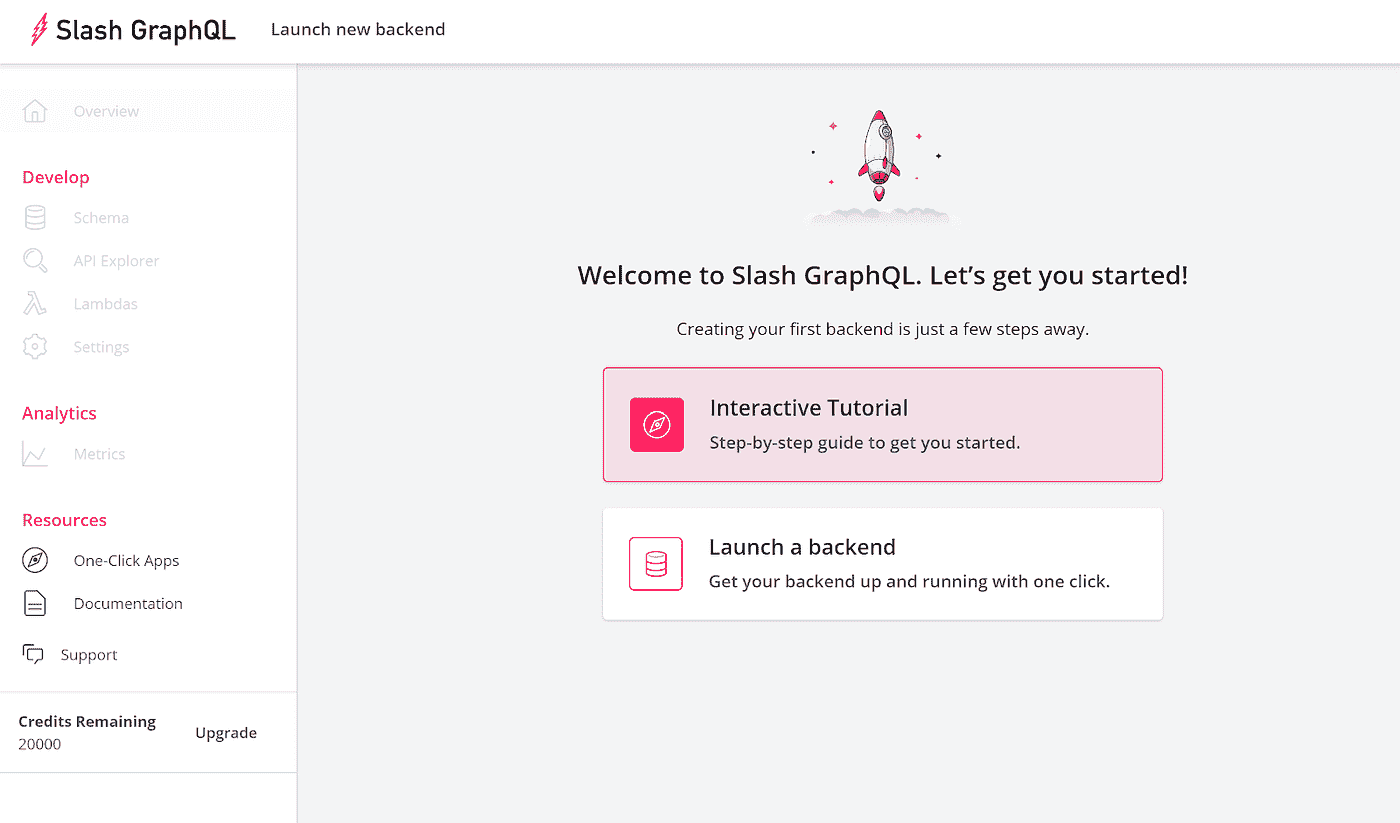 Slash GraphQL
Launch new backend
Overview
Develop
Schema
API Explorer
Lambdas
Settings
Analytics
Metrics
Resources
One-Click Apps
Documentation
Support
Credits Remaining
20000
Upgrade
Welcome to Slash GraphQL. Let’s get you started!
Creating your first backend is just a few steps away.
Interactive Tutorial
Step-by-step guide to get you started.
Launch a backend
Get your backend up and running with one click.